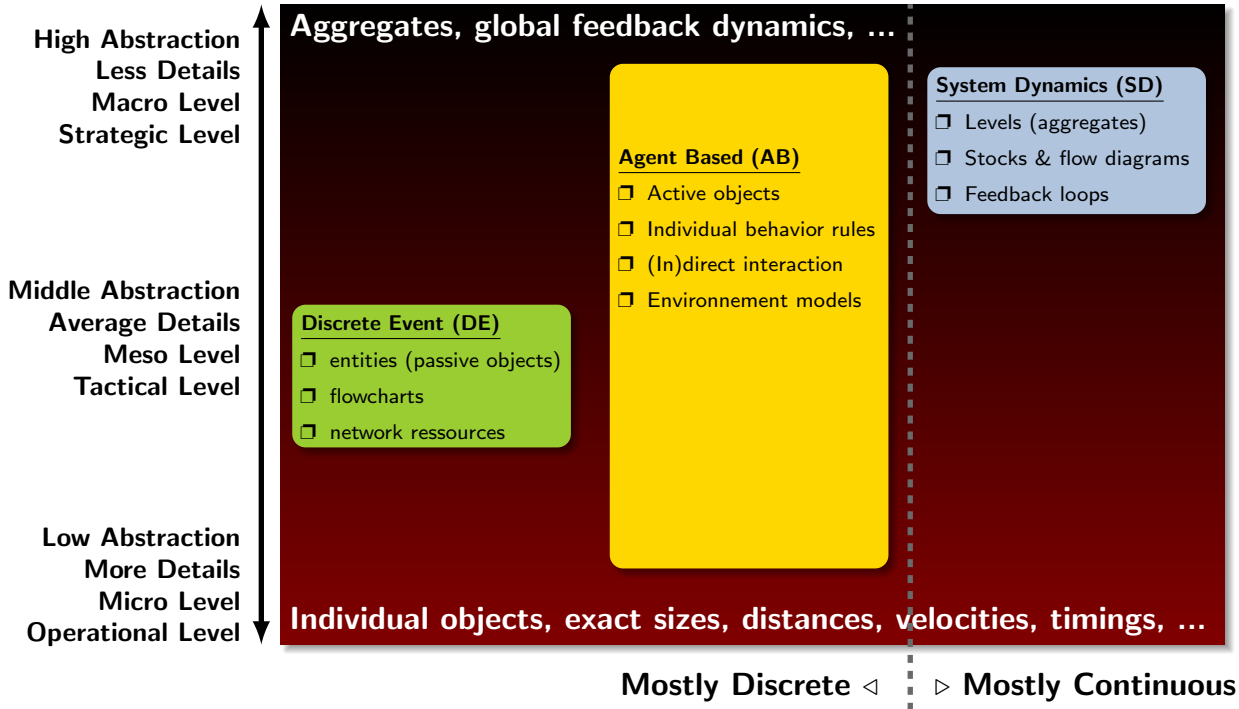 High Abstraction
Less Details
Macro Level
Strategic Level
Middle Abstraction
Average Details
Meso Level
Tactical Level
Low Abstraction
More Details
Micro Level
Operational Level
Aggregates, global feedback dynamics, ...
Discrete Event (DE)
❐ entities (passive objects)
❐ flowcharts
❐ network ressources
Agent Based (AB)
❐ Active objects
❐ Individual behavior rules
❐ (In)direct interaction
❐ Environnement models
System Dynamics (SD)
❐ Levels (aggregates)
❐ Stocks & flow diagrams
❐ Feedback loops
Individual objects, exact sizes, distances, velocities, timings, ...
Mostly Discrete ◁
▷ Mostly Continuous